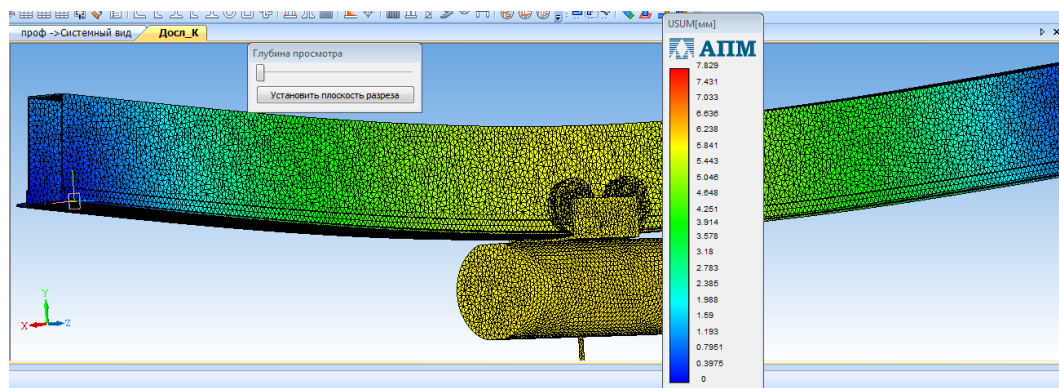 проф ->Системный вид
Досл_К
Глубина просмотра
Установить плоскость разреза
USUM[мм]
АПМ
7.829
7.431
7.033
6.636
6.238
5.841
5.443
5.046
4.648
4.251
3.914
3.578
3.18
2.783
2.385
1.988
1.59
1.193
0.7951
0.3975
0
Y
X
Z